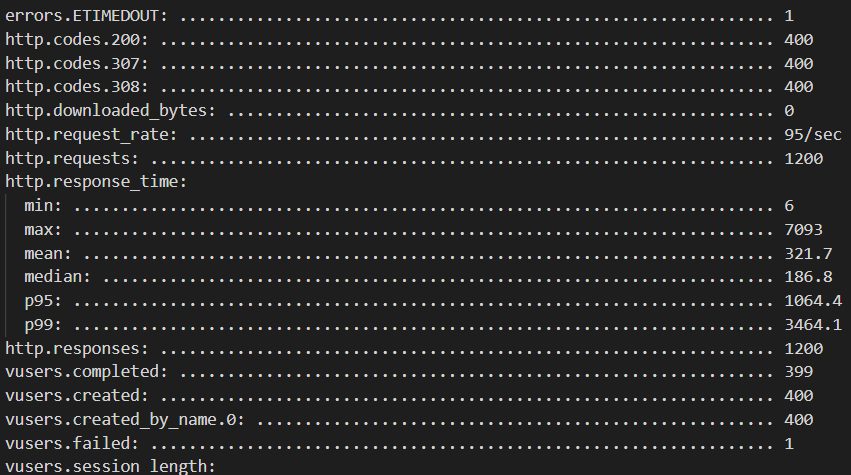 errors.ETIMEDOUT: .............................................................. 1
http.codes.200: ................................................................ 400
http.codes.307: ................................................................ 400
http.codes.308: ................................................................ 400
http.downloaded_bytes: ......................................................... 0
http.request_rate: ............................................................. 95/sec
http.requests: ................................................................. 1200
http.response_time:
  min: ......................................................................... 6
  max: ......................................................................... 7093
  mean: ........................................................................ 321.7
  median: ...................................................................... 186.8
  p95: ......................................................................... 1064.4
  p99: ......................................................................... 3464.1
http.responses: ................................................................ 1200
vusers.completed: .............................................................. 399
vusers.created: ................................................................ 400
vusers.created_by_name.0: ...................................................... 400
vusers.failed: ................................................................. 1
vusers.session_length: